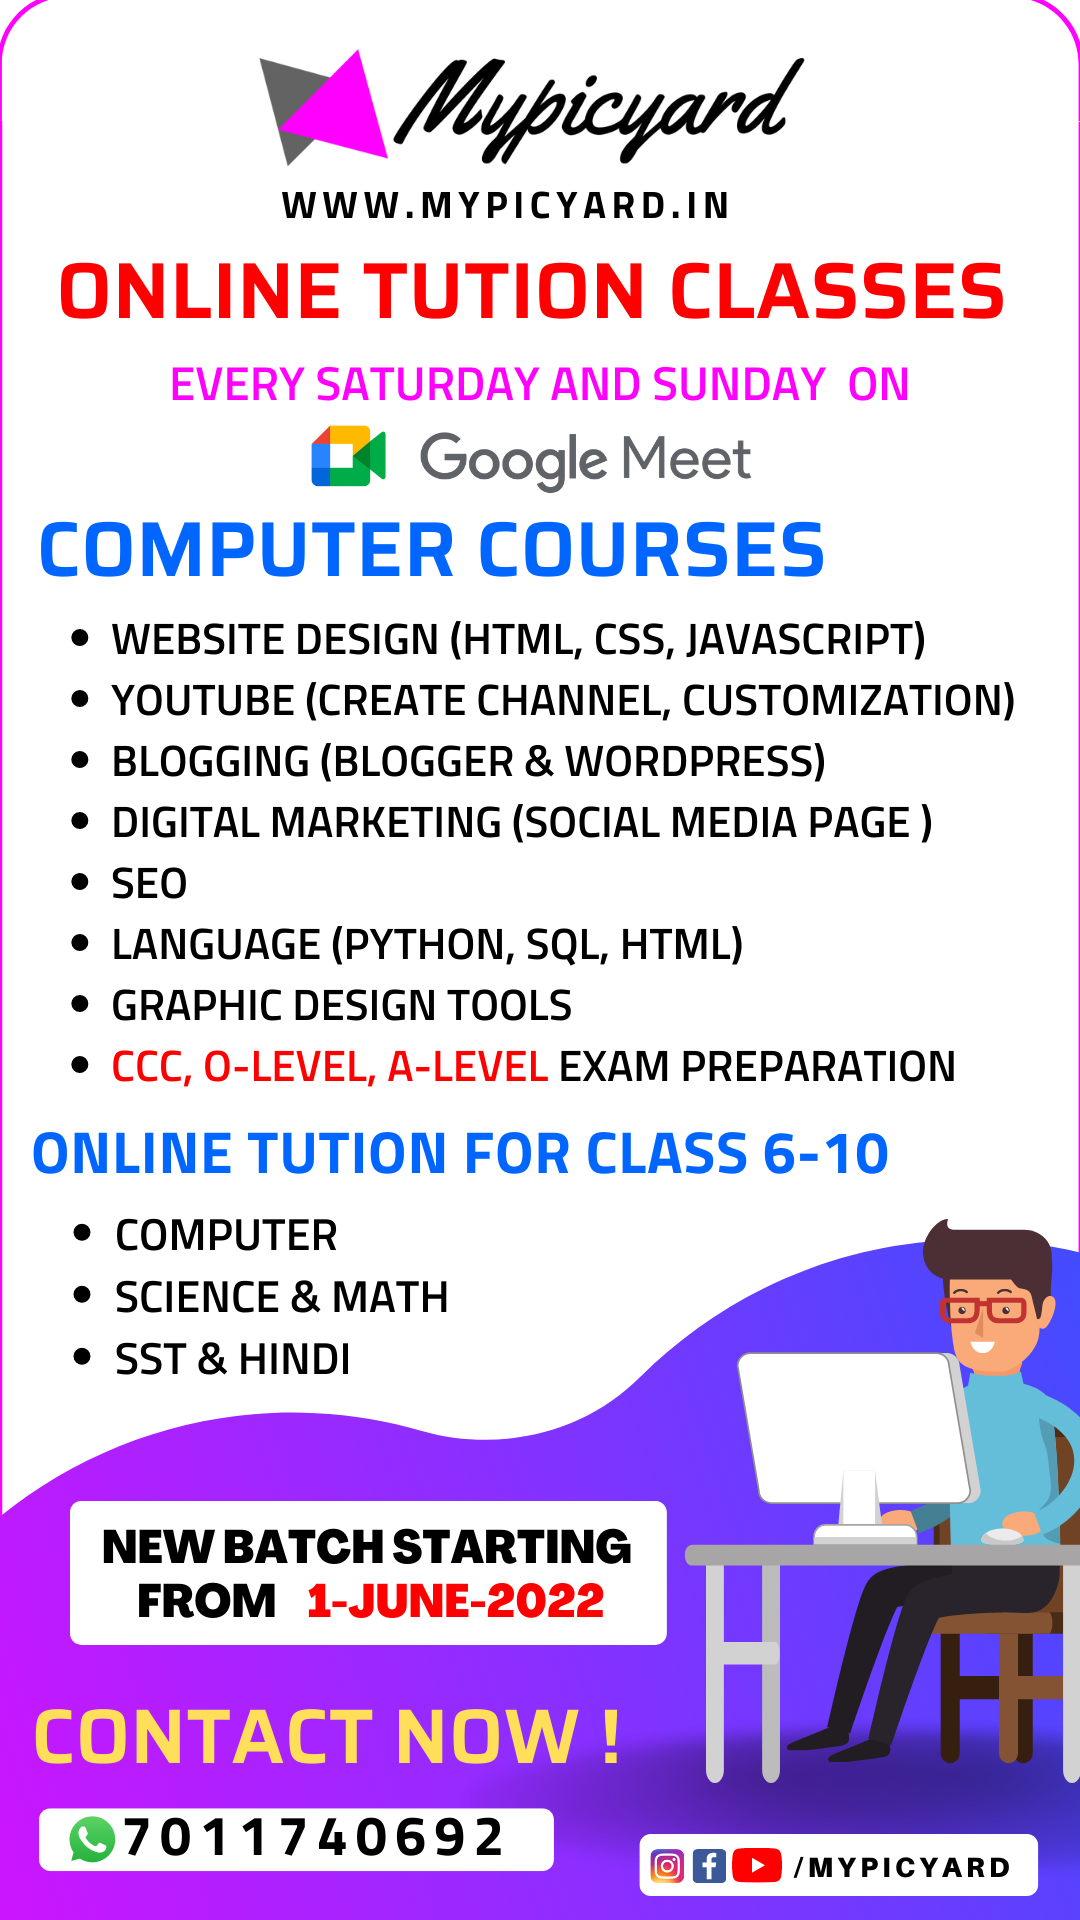 Mypicyard
WWW.MYPICYARD.IN
ONLINE TUTION CLASSES
EVERY SATURDAY AND SUNDAY ON
Google Meet
COMPUTER COURSES
• WEBSITE DESIGN (HTML, CSS, JAVASCRIPT)
• YOUTUBE (CREATE CHANNEL, CUSTOMIZATION)
• BLOGGING (BLOGGER & WORDPRESS)
• DIGITAL MARKETING (SOCIAL MEDIA PAGE )
• SEO
• LANGUAGE (PYTHON, SQL, HTML)
• GRAPHIC DESIGN TOOLS
• CCC, O-LEVEL, A-LEVEL EXAM PREPARATION
ONLINE TUTION FOR CLASS 6-10
• COMPUTER
• SCIENCE & MATH
• SST & HINDI
NEW BATCH STARTING
FROM 1-JUNE-2022
CONTACT NOW !
7011740692
/MYPICYARD